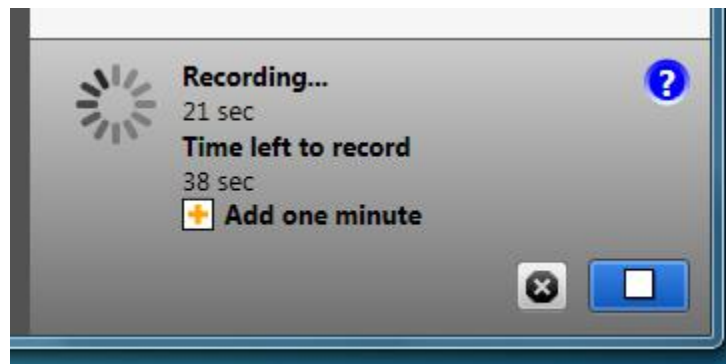 Recording...
21 sec
Time left to record
38 sec
Add one minute
?